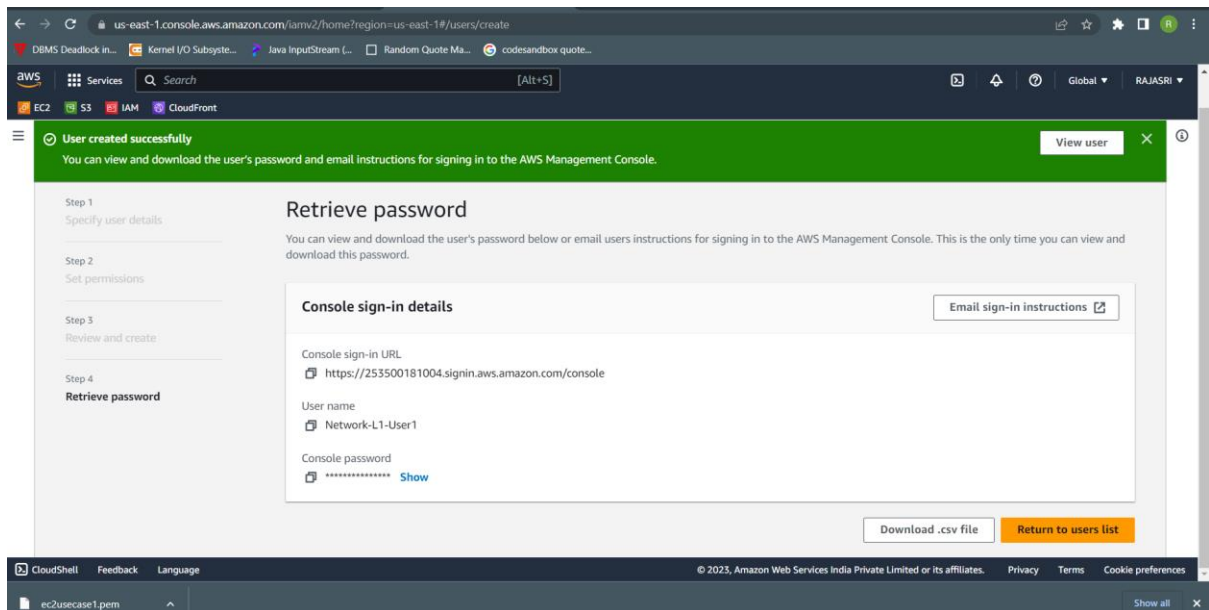 us-east-1.console.aws.amazon.com/iamv2/home?region=us-east-1#/users/create
R
DBMS Deadlock in... Kernel I/O Subsyste... Java InputStream (... Random Quote Ma... codesandbox quote...
aws Services Search [Alt+S] Global RAJASRI
EC2 S3 IAM CloudFront
User created successfully
You can view and download the user's password and email instructions for signing in to the AWS Management Console.
View user
Step 1
Specify user details
Step 2
Set permissions
Step 3
Review and create
Step 4
Retrieve password
Retrieve password
You can view and download the user's password below or email users instructions for signing in to the AWS Management Console. This is the only time you can view and
download this password.
Console sign-in details
Email sign-in instructions
Console sign-in URL
https://253500181004.signin.aws.amazon.com/console
User name
Network-L1-User1
Console password
*************** Show
Download .csv file Return to users list
CloudShell Feedback Language © 2023, Amazon Web Services India Private Limited or its affiliates. Privacy Terms Cookie preferences
ec2usecase1.pem Show all